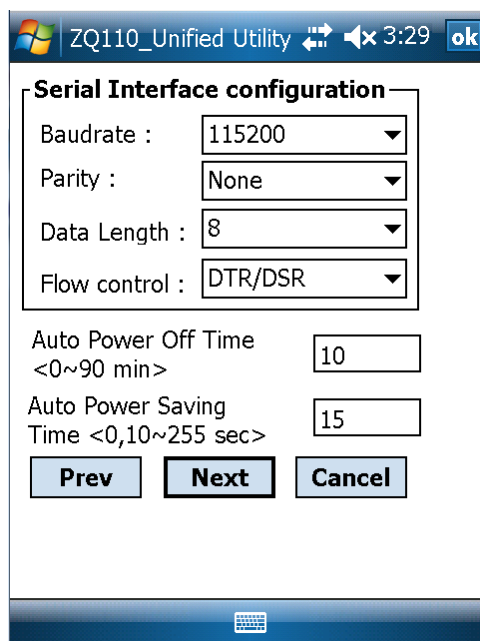 ZQ110_Unified Utility 3:29 ok
Serial Interface configuration
Baudrate : 115200
Parity : None
Data Length : 8
Flow control : DTR/DSR
Auto Power Off Time
<0~90 min> 10
Auto Power Saving
Time <0,10~255 sec> 15
Prev Next Cancel